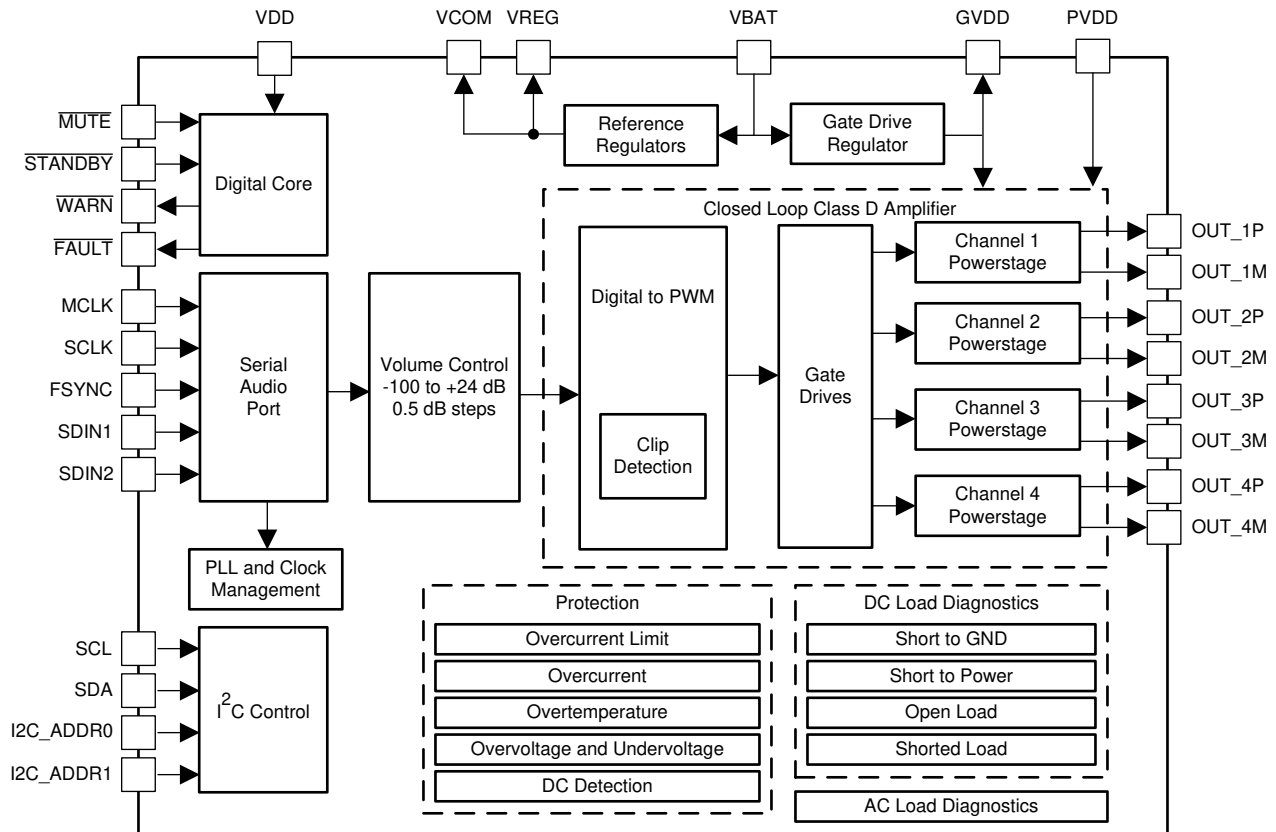 VDD
VCOM
VREG
VBAT
GVDD
PVDD
MUTE
STANDBY
WARN
FAULT
Digital Core
Reference
Regulators
Gate Drive
Regulator
MCLK
SCLK
FSYNC
SDIN1
SDIN2
Serial
Audio
Port
Volume Control
-100 to +24 dB
0.5 dB steps
Closed Loop Class D Amplifier
Digital to PWM
Clip
Detection
Gate
Drives
Channel 1
Powerstage
Channel 2
Powerstage
Channel 3
Powerstage
Channel 4
Powerstage
OUT_1P
OUT_1M
OUT_2P
OUT_2M
OUT_3P
OUT_3M
OUT_4P
OUT_4M
PLL and Clock
Management
SCL
SDA
I2C_ADDR0
I2C_ADDR1
I²C Control
Protection
Overcurrent Limit
Overcurrent
Overtemperature
Overvoltage and Undervoltage
DC Detection
DC Load Diagnostics
Short to GND
Short to Power
Open Load
Shorted Load
AC Load Diagnostics